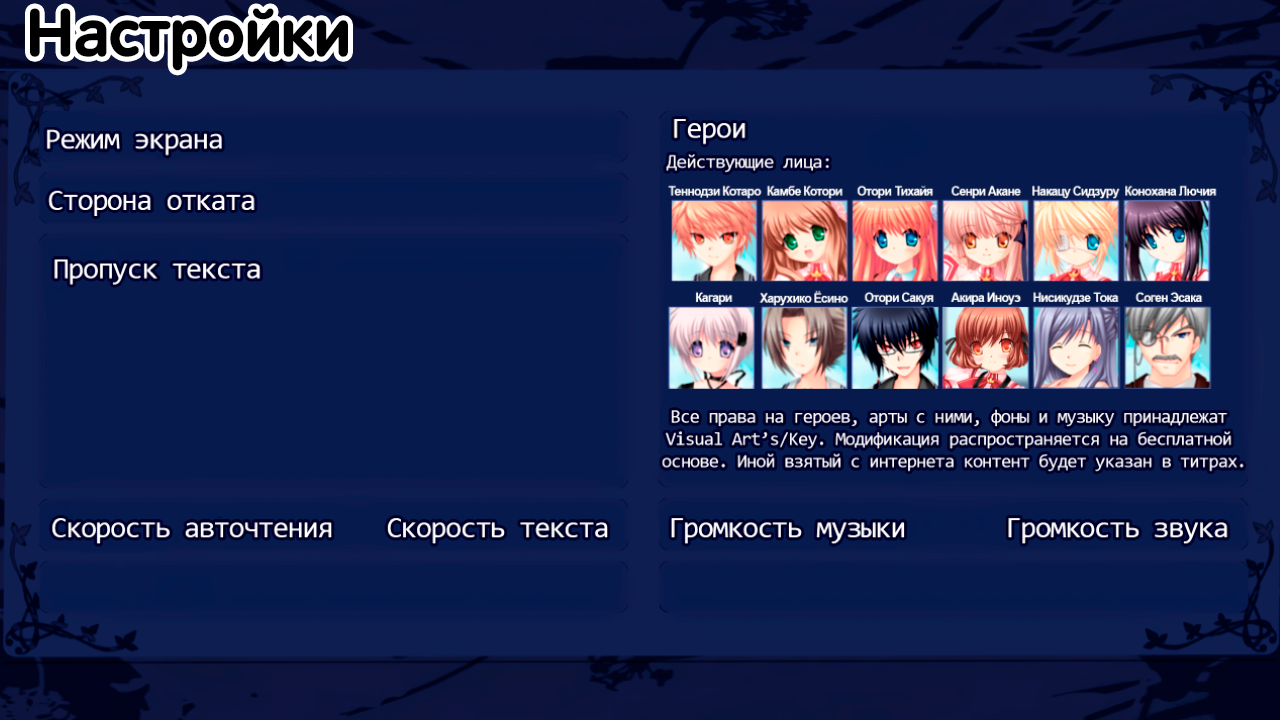 Настройки
Режим экрана
Сторона отката
Пропуск текста
Скорость авточтения Скорость текста
Герои
Действующие лица:
Теннодзи Котаро Камбе Котори Отори Тихайя Сенри Акане Накацу Сидзуру Конохана Лючия
Кагари Харухико Ёсино Отори Сакуя Акира Иноуэ Нисикудзе Тока Соген Эсака
Все права на героев, арты с ними, фоны и музыку принадлежат
Visual Art’s/Key. Модификация распространяется на бесплатной
основе. Иной взятый с интернета контент будет указан в титрах.
Громкость музыки Громкость звука